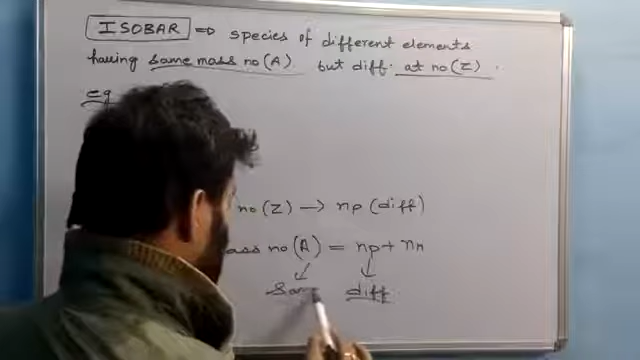 ISOBAR ⇒ species of different elements
having same mass no(A) but diff. at no(Z).
eg
no(Z) → np (diff)
ass no(A) = np + nn
diff